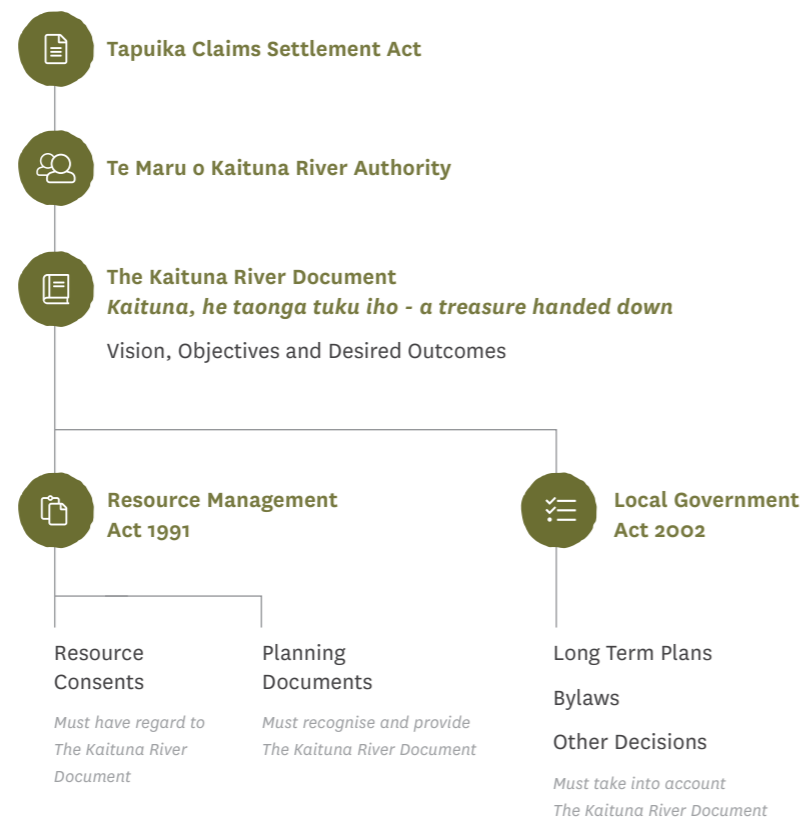 Tapuika Claims Settlement Act
Te Maru o Kaituna River Authority
The Kaituna River Document
Kaituna, he taonga tuku iho - a treasure handed down
Vision, Objectives and Desired Outcomes
Resource Management
Act 1991
Local Government
Act 2002
Resource
Consents
Must have regard to
The Kaituna River
Document
Planning
Documents
Must recognise and provide
The Kaituna River Document
Long Term Plans
Bylaws
Other Decisions
Must take into account
The Kaituna River Document